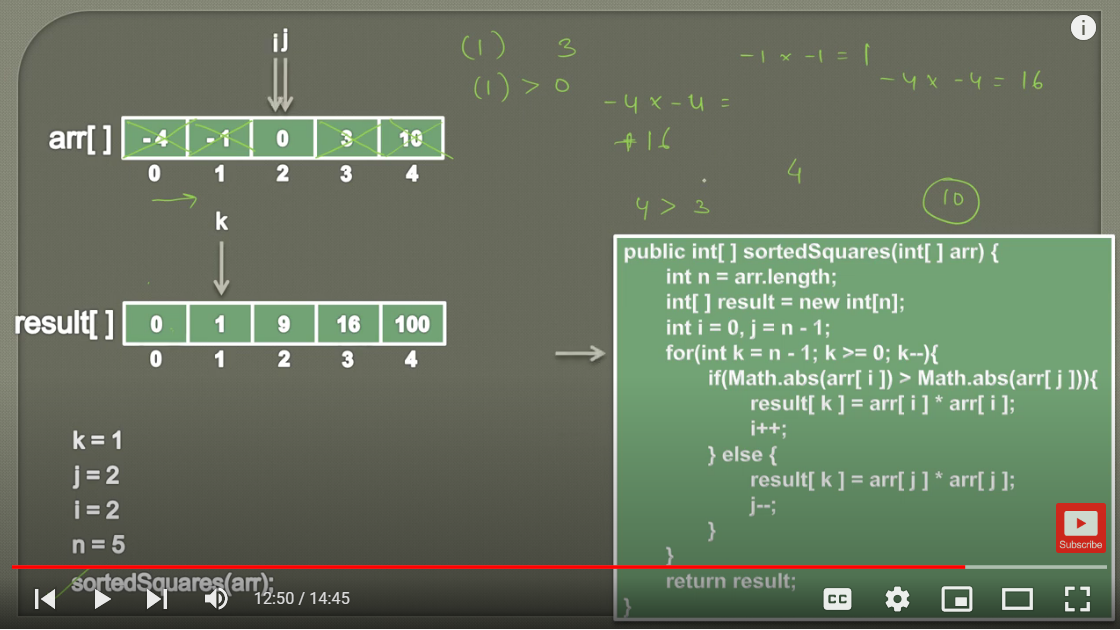 i j
(1) 3
(1) > 0
-1 x -1 = 1
-4 x -4 = 16
-4 x -4 =
+16
4
4 > 3
10
arr[ ] -4 -1 0 3 10
0 1 2 3 4
k
result[ ] 0 1 9 16 100
0 1 2 3 4
k = 1
j = 2
i = 2
n = 5
sortedSquares(arr);
public int[ ] sortedSquares(int[ ] arr) {
int n = arr.length;
int[ ] result = new int[n];
int i = 0, j = n - 1;
for(int k = n - 1; k >= 0; k--){
if(Math.abs(arr[ i ]) > Math.abs(arr[ j ])){
result[ k ] = arr[ i ] * arr[ i ];
i++;
} else {
result[ k ] = arr[ j ] * arr[ j ];
j--;
}
}
return result;
}
Subscribe
12:50 / 14:45
CC
i